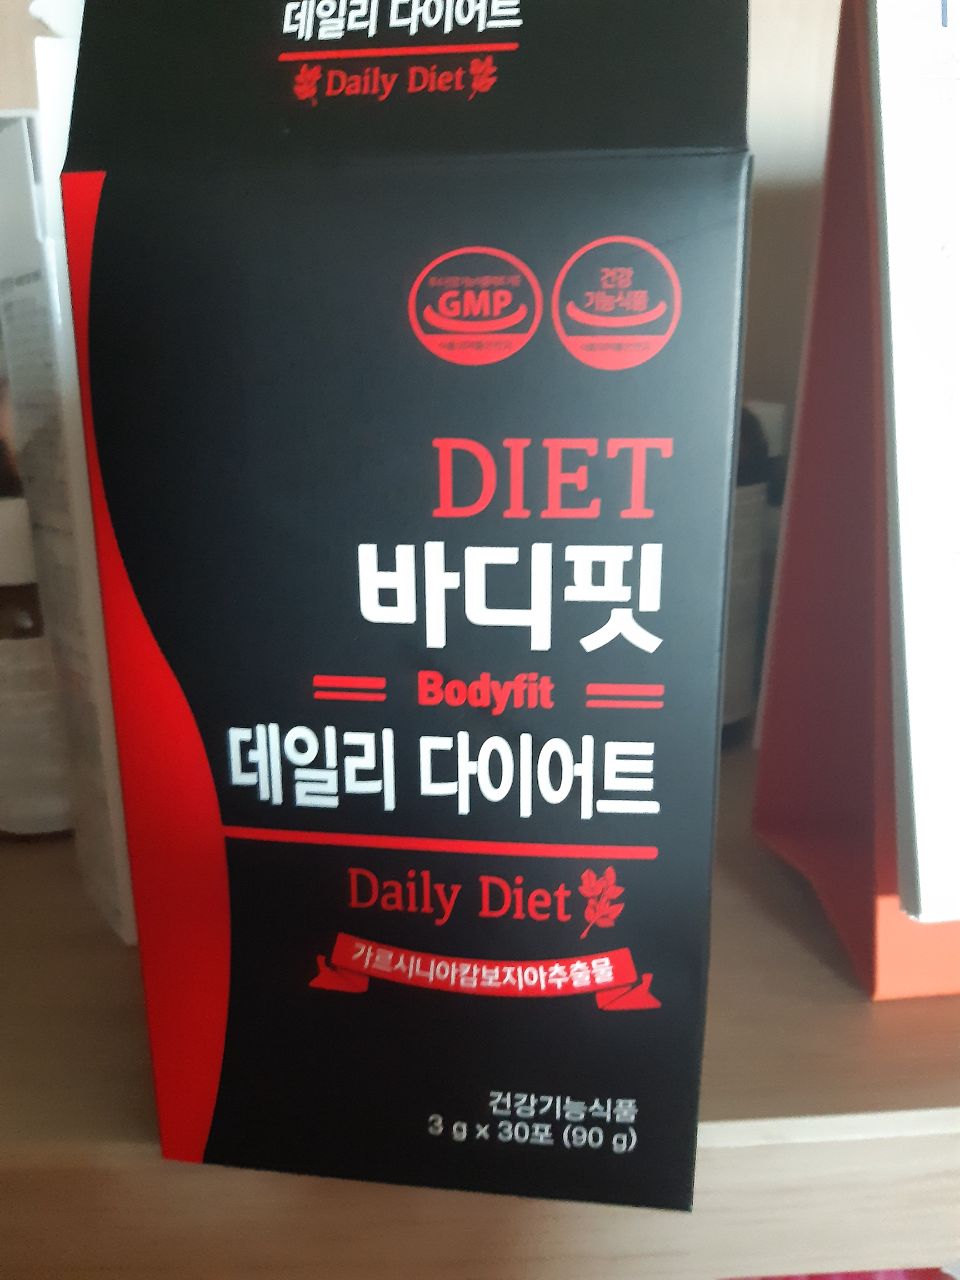 데일리 다이어트
Daily Diet
GMP
건강
기능식품
DIET
바디핏
Bodyfit
데일리 다이어트
Daily Diet
가르시니아캄보지아추출물
건강기능식품
3 g x 30포 (90 g)